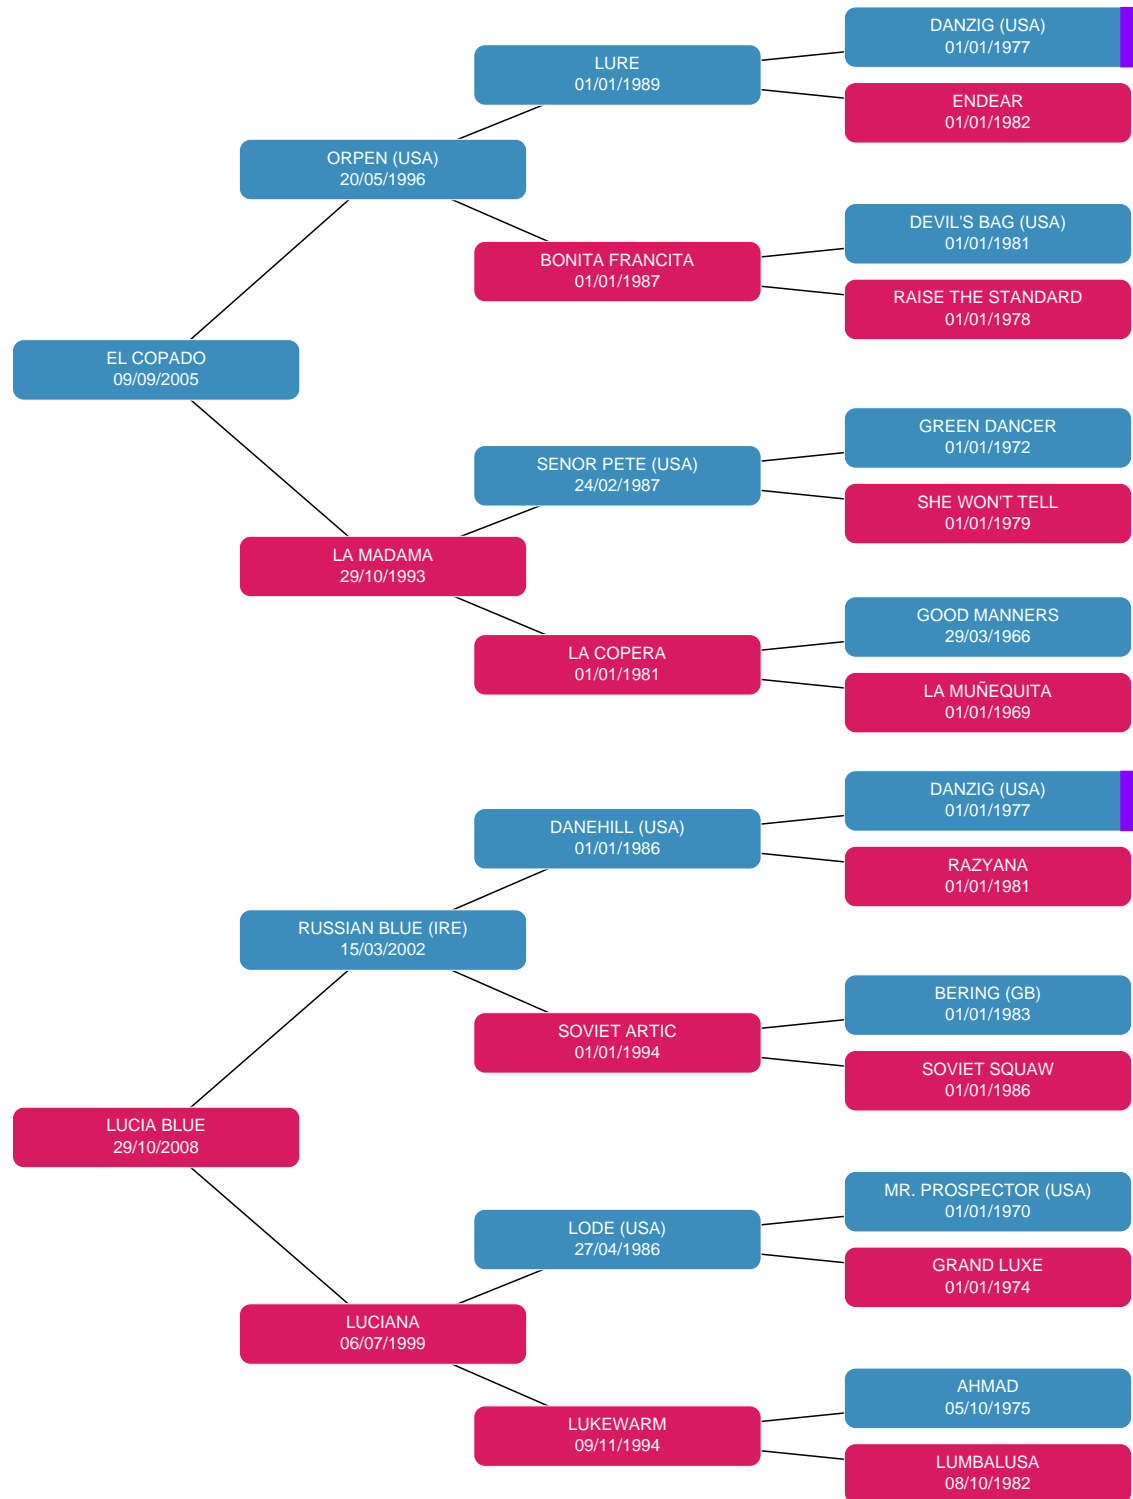 DANZIG (USA)
01/01/1977
LURE
01/01/1989
ENDEAR
01/01/1982
ORPEN (USA)
20/05/1996
DEVIL'S BAG (USA)
01/01/1981
BONITA FRANCITA
01/01/1987
RAISE THE STANDARD
01/01/1978
EL COPADO
09/09/2005
GREEN DANCER
01/01/1972
SENOR PETE (USA)
24/02/1987
SHE WON'T TELL
01/01/1979
LA MADAMA
29/10/1993
GOOD MANNERS
29/03/1966
LA COPERA
01/01/1981
LA MUÑEQUITA
01/01/1969
DANZIG (USA)
01/01/1977
DANEHILL (USA)
01/01/1986
RAZYANA
01/01/1981
RUSSIAN BLUE (IRE)
15/03/2002
BERING (GB)
01/01/1983
SOVIET ARTIC
01/01/1994
SOVIET SQUAW
01/01/1986
LUCIA BLUE
29/10/2008
MR. PROSPECTOR (USA)
01/01/1970
LODE (USA)
27/04/1986
GRAND LUXE
01/01/1974
LUCIANA
06/07/1999
AHMAD
05/10/1975
LUKEWARM
09/11/1994
LUMBALUSA
08/10/1982